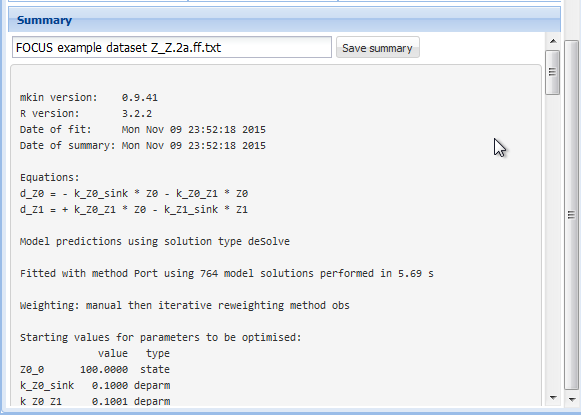 Summary
FOCUS example dataset Z_Z.2a.ff.txt
Save summary
mkin version:    0.9.41
R version:       3.2.2
Date of fit:     Mon Nov 09 23:52:18 2015
Date of summary: Mon Nov 09 23:52:18 2015
Equations:
d_Z0 = - k_Z0_sink * Z0 - k_Z0_Z1 * Z0
d_Z1 = + k_Z0_Z1 * Z0 - k_Z1_sink * Z1
Model predictions using solution type deSolve
Fitted with method Port using 764 model solutions performed in 5.69 s
Weighting: manual then iterative reweighting method obs
Starting values for parameters to be optimised:
value   type
Z0_0      100.0000  state
k_Z0_sink   0.1000 deparm
k_Z0_Z1     0.1001 deparm